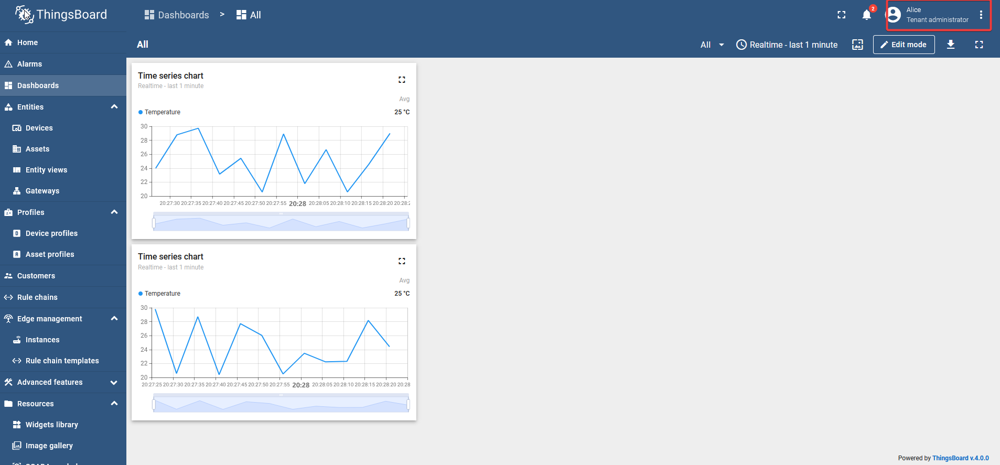 ThingsBoard
Dashboards > All
2
Alice
Tenant administrator
All
All
Realtime - last 1 minute
Edit mode
Home
Alarms
Dashboards
Entities
Devices
Assets
Entity views
Gateways
Profiles
Device profiles
Asset profiles
Customers
Rule chains
Edge management
Instances
Rule chain templates
Advanced features
Resources
Widgets library
Image gallery
Time series chart
Realtime - last 1 minute
Avg
Temperature 25 °C
30
28
26
24
22
20
20:27:30 20:27:35 20:27:40 20:27:45 20:27:50 20:27:55 20:28 20:28:05 20:28:10 20:28:15 20:28:20 20:28:2
Time series chart
Realtime - last 1 minute
Avg
Temperature 25 °C
30
28
26
24
22
20
20:27:25 20:27:30 20:27:35 20:27:40 20:27:45 20:27:50 20:27:55 20:28 20:28:05 20:28:10 20:28:15 20:28:20 20:28
Powered by ThingsBoard v.4.0.0